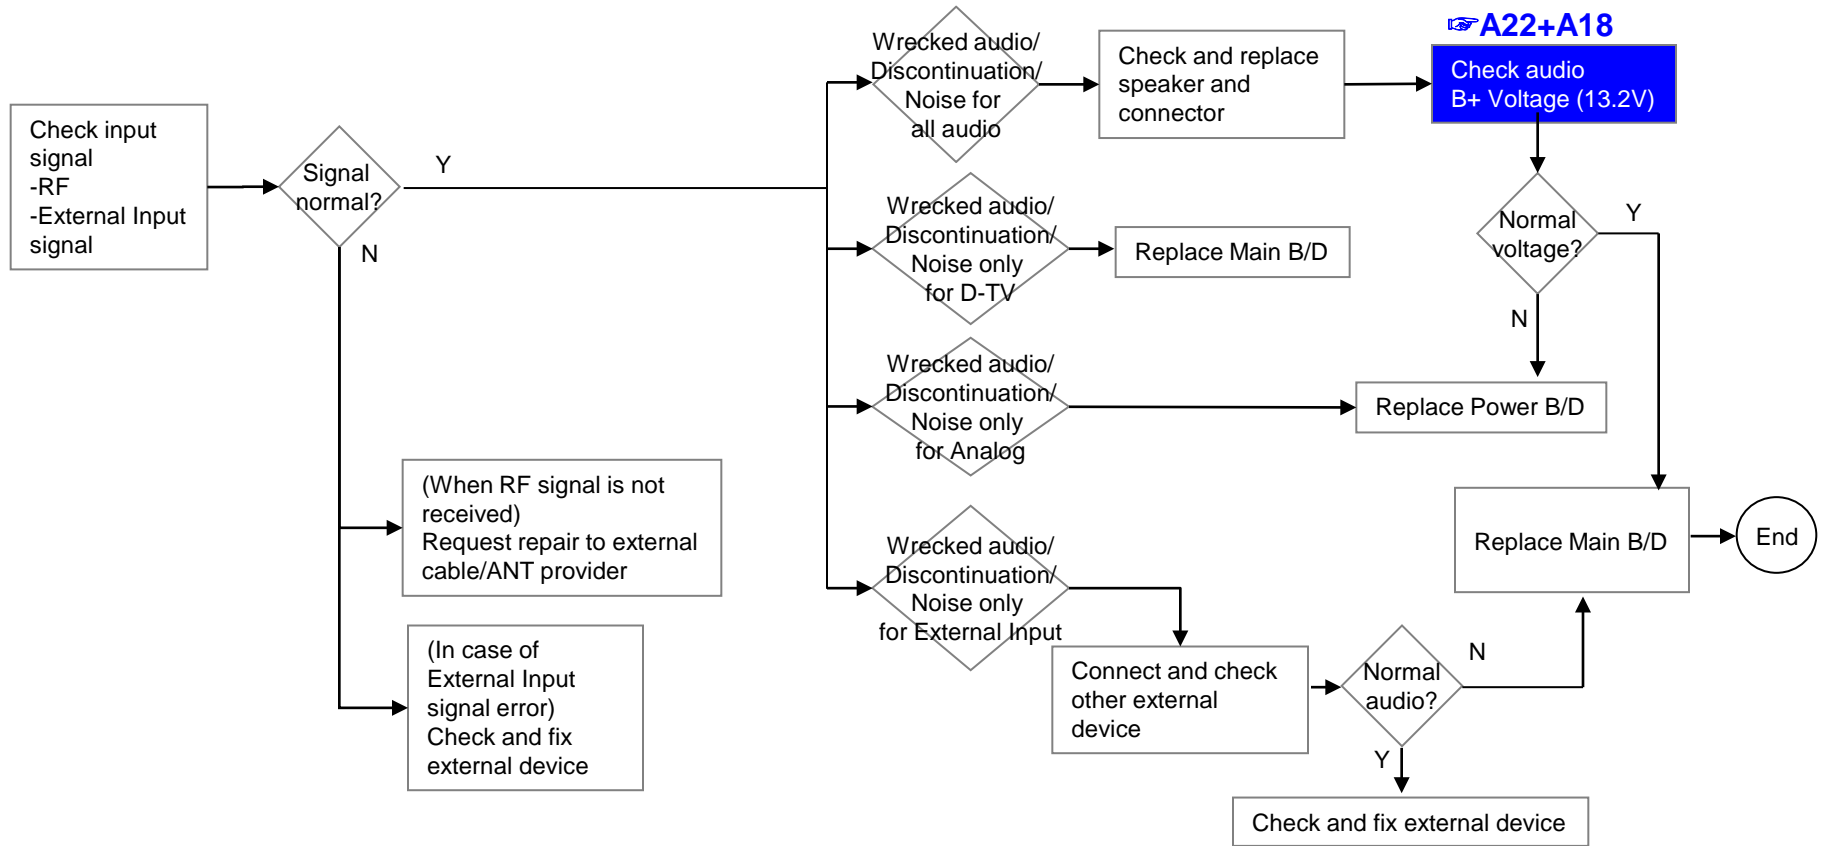 Check input
signal
-RF
-External Input
signal
Signal
normal?
Y
N
(When RF signal is not
received)
Request repair to external
cable/ANT provider
(In case of
External Input
signal error)
Check and fix
external device
Wrecked audio/
Discontinuation/
Noise for
all audio
Check and replace
speaker and
connector
☞A22+A18
Check audio
B+ Voltage (13.2V)
Normal
voltage?
Y
N
Wrecked audio/
Discontinuation/
Noise only
for D-TV
Replace Main B/D
Wrecked audio/
Discontinuation/
Noise only
for Analog
Replace Power B/D
Wrecked audio/
Discontinuation/
Noise only
for External Input
Connect and check
other external
device
Normal
audio?
N
Y
Replace Main B/D
End
Check and fix external device